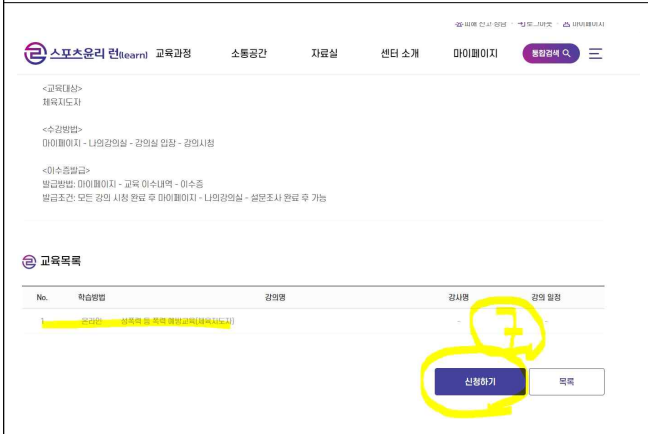 마이페이지
스포츠윤리 런(learn) 교육과정 소통공간 자료실 센터 소개 마이페이지 통합검색
<교육대상>
체육지도자
<수강방법>
마이페이지 - 나의강의실 - 강의실 입장 - 강의시청
<이수증발급>
발급방법: 마이페이지 - 교육 이수내역 - 이수증
발급조건: 모든 강의 시청 완료 후 마이페이지 - 나의강의실 - 설문조사 완료 후 가능
런 교육목록
No. 학습방법 강의명 강사명 강의 일정
1 온라인 성폭력 등 폭력 예방교육(체육지도자) - -
신청하기 목록